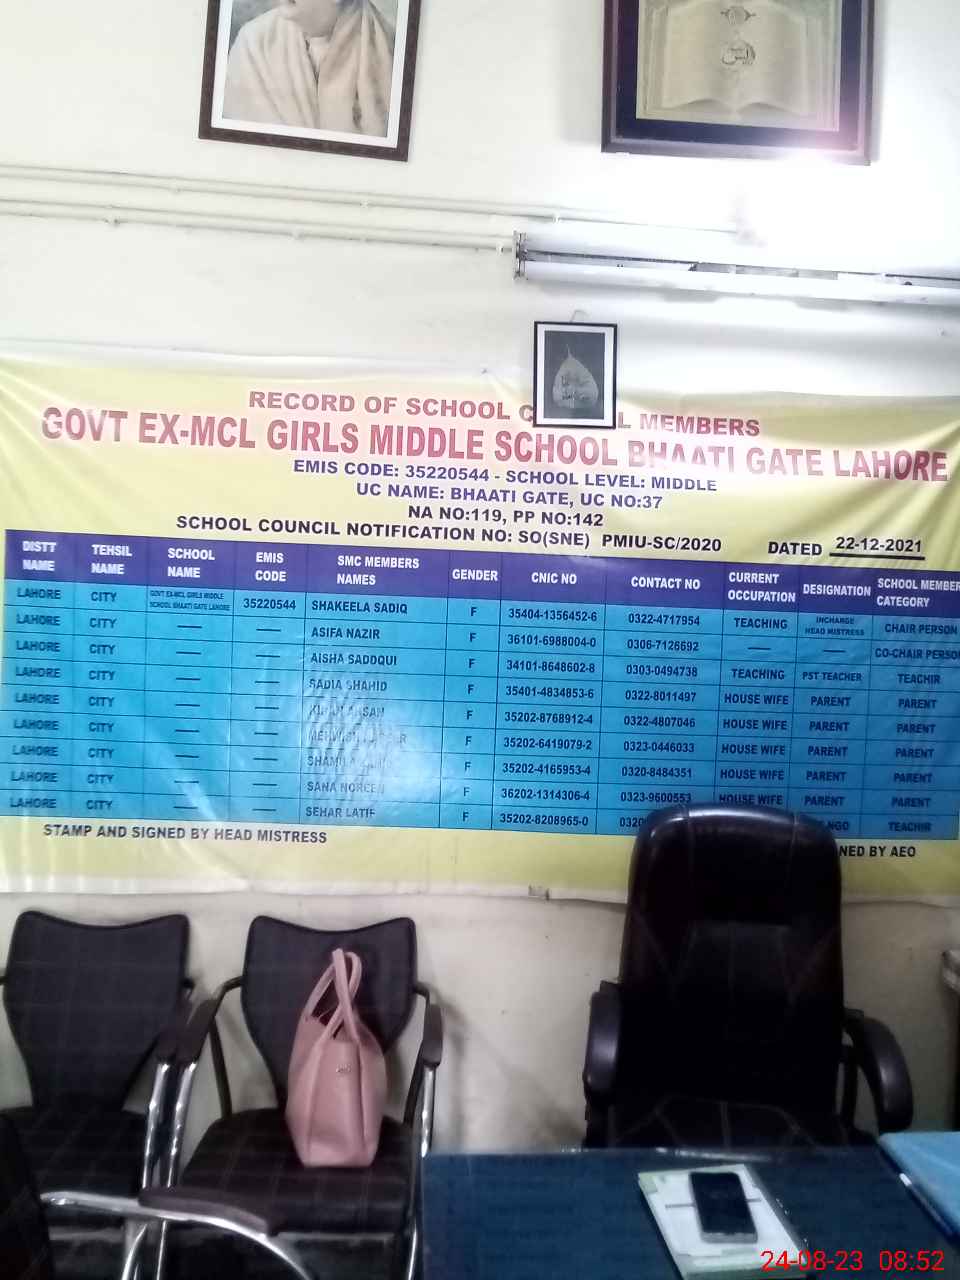 RECORD OF SCHOOL MEMBERS
GOVT EX-MCL GIRLS MIDDLE SCHOOL BHAATI GATE LAHORE
EMIS CODE: 35220544 - SCHOOL LEVEL: MIDDLE
UC NAME: BHAATI GATE, UC NO:37
NA NO:119, PP NO:142
SCHOOL COUNCIL NOTIFICATION NO: SO(SNE) PMIU-SC/2020 DATED 22-12-2021
DISTT NAME TEHSIL NAME SCHOOL NAME EMIS CODE SMC MEMBERS NAMES GENDER CNIC NO CONTACT NO CURRENT OCCUPATION DESIGNATION SCHOOL MEMBER CATEGORY
LAHORE CITY GOVT EX-MCL GIRLS MIDDLE SCHOOL BHAATI GATE LAHORE 35220544 SHAKEELA SADIQ F 35404-1356452-6 0322-4717954 TEACHING INCHARGE HEAD MISTRESS CHAIR PERSON
LAHORE CITY — — ASIFA NAZIR F 36101-6988004-0 0306-7126692 — — CO-CHAIR PERSON
LAHORE CITY — — AISHA SADDQUI F 34101-8648602-8 0303-0494738 TEACHING PST TEACHER TEACHIR
LAHORE CITY — — SADIA SHAHID F 35401-4834853-6 0322-8011497 HOUSE WIFE PARENT PARENT
LAHORE CITY — — F 35202-8768912-4 0322-4807046 HOUSE WIFE PARENT PARENT
LAHORE CITY — — F 35202-6419079-2 0323-0446033 HOUSE WIFE PARENT PARENT
LAHORE CITY — — F 35202-4165953-4 0320-8484351 HOUSE WIFE PARENT PARENT
LAHORE CITY — — SANA NOREEN F 36202-1314306-4 0323-9600553 HOUSE WIFE PARENT PARENT
LAHORE CITY — — SEHAR LATIF F 35202-8208965-0 0320 NGO TEACHIR
STAMP AND SIGNED BY HEAD MISTRESS BY AEO
24-08-23 08:52